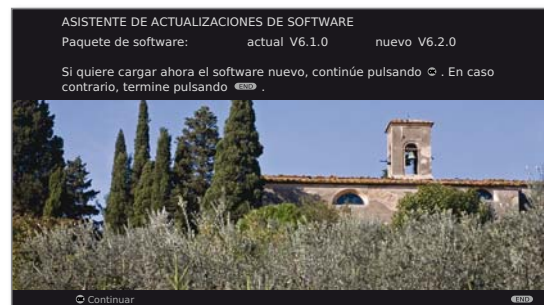 ASISTENTE DE ACTUALIZACIONES DE SOFTWARE
Paquete de software: actual V6.1.0 nuevo V6.2.0
Si quiere cargar ahora el software nuevo, continúe pulsando . En caso
contrario, termine pulsando END .
Continuar END